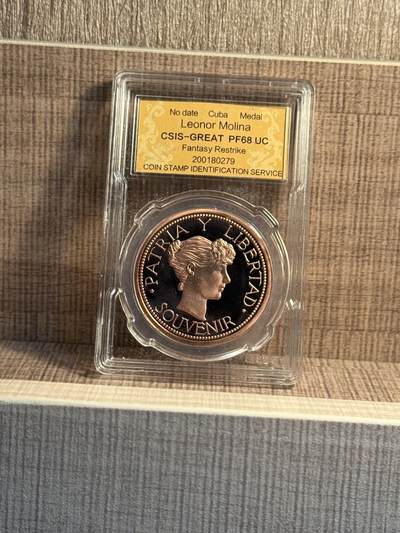 No date Cuba Medal
Leonor Molina
CSIS-GREAT PF68 UC
Fantasy Restrike
200180279
COIN STAMP IDENTIFICATION SERVICE
· PATRIA Y LIBERTAD ·
SOUVENIR